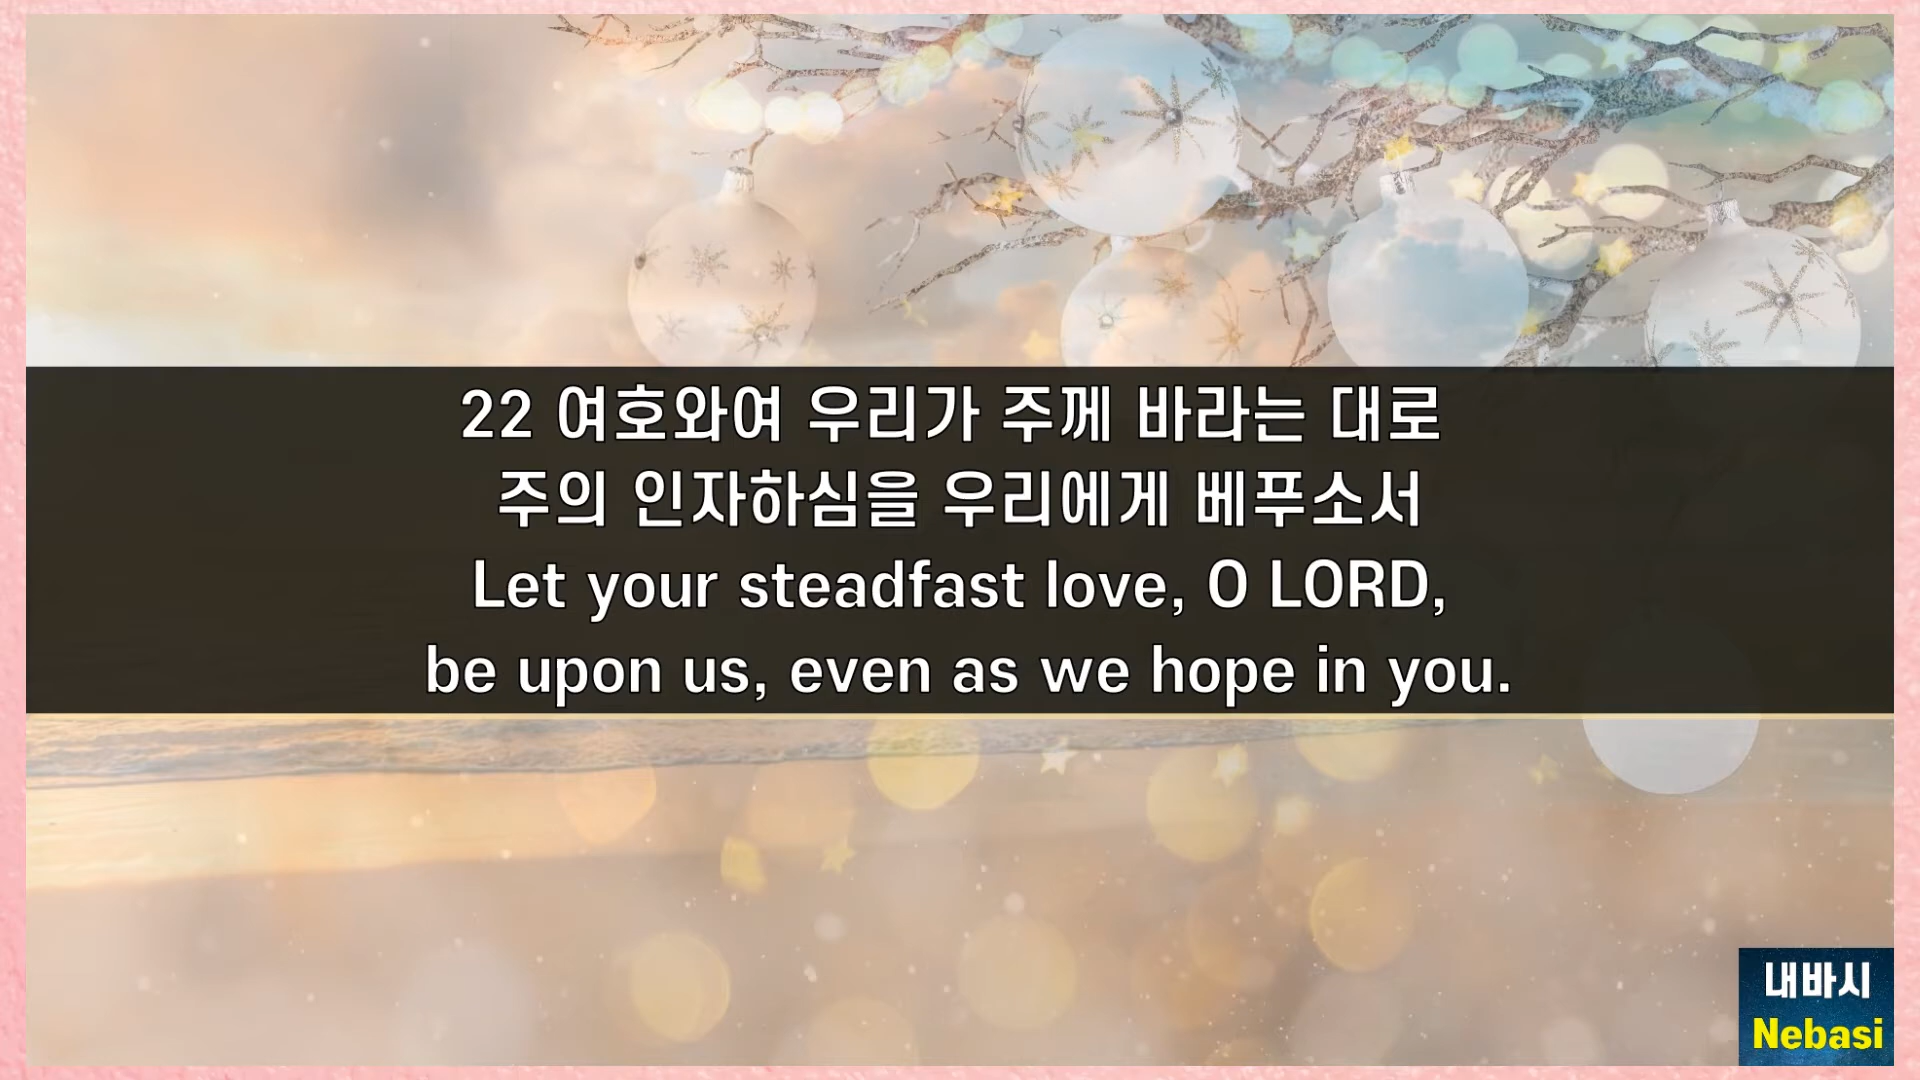 22 여호와여 우리가 주께 바라는 대로
주의 인자하심을 우리에게 베푸소서
Let your steadfast love, O LORD,
be upon us, even as we hope in you.
내바시
Nebasi